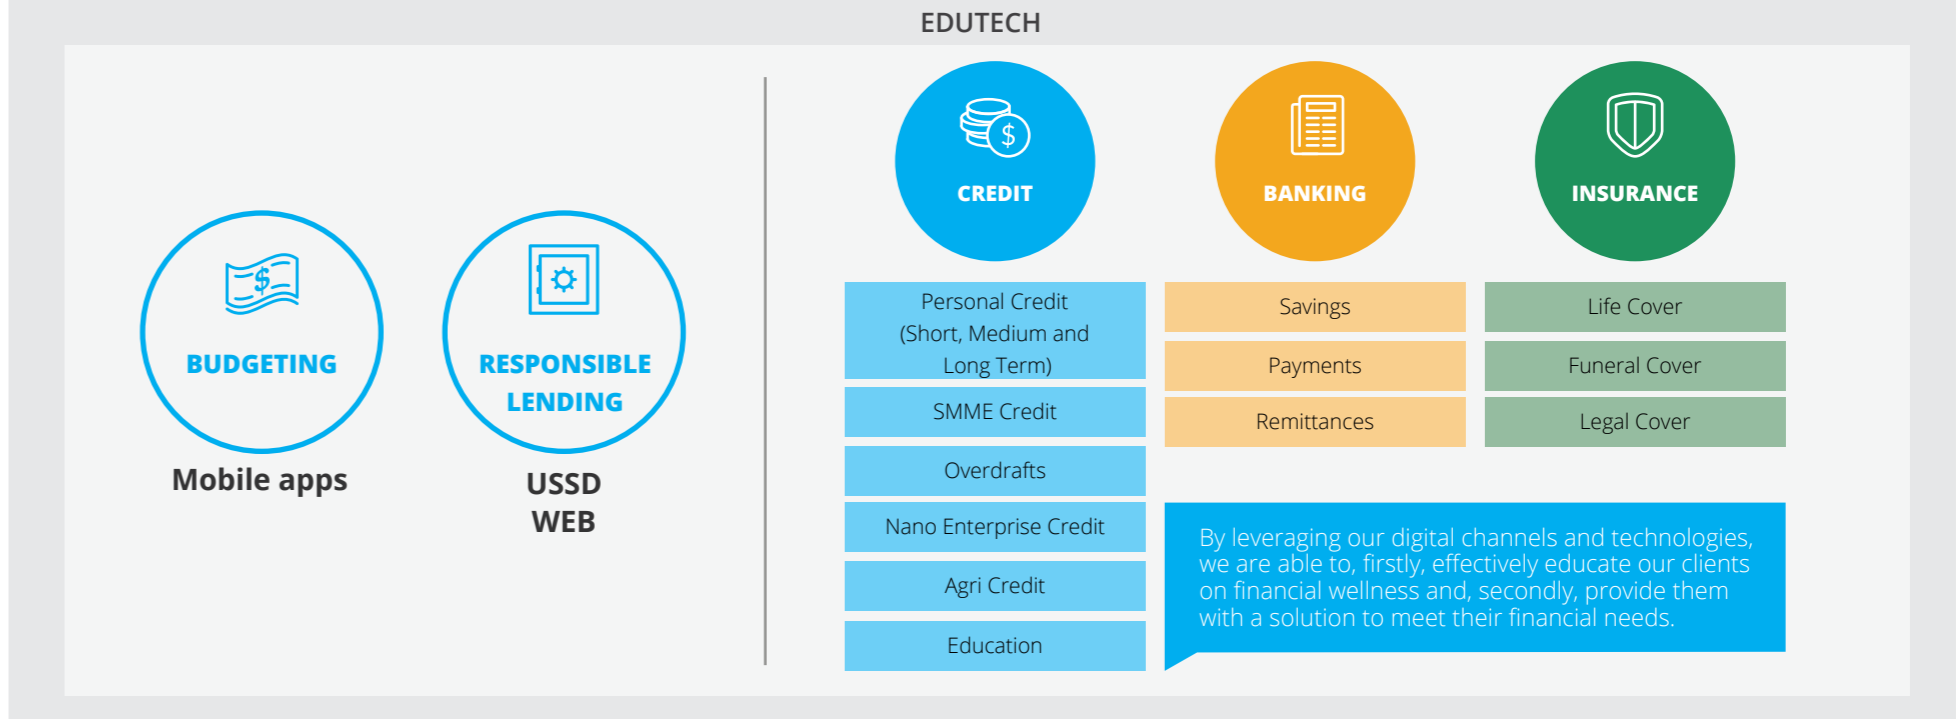 EDUTECH
BUDGETING
Mobile apps
RESPONSIBLE
LENDING
USSD
WEB
$
$
CREDIT
Personal Credit
(Short, Medium and
Long Term)
SMME Credit
Overdrafts
Nano Enterprise Credit
Agri Credit
Education
BANKING
Savings
Payments
Remittances
INSURANCE
Life Cover
Funeral Cover
Legal Cover
By leveraging our digital channels and technologies,
we are able to, firstly, effectively educate our clients
on financial wellness and, secondly, provide them
with a solution to meet their financial needs.